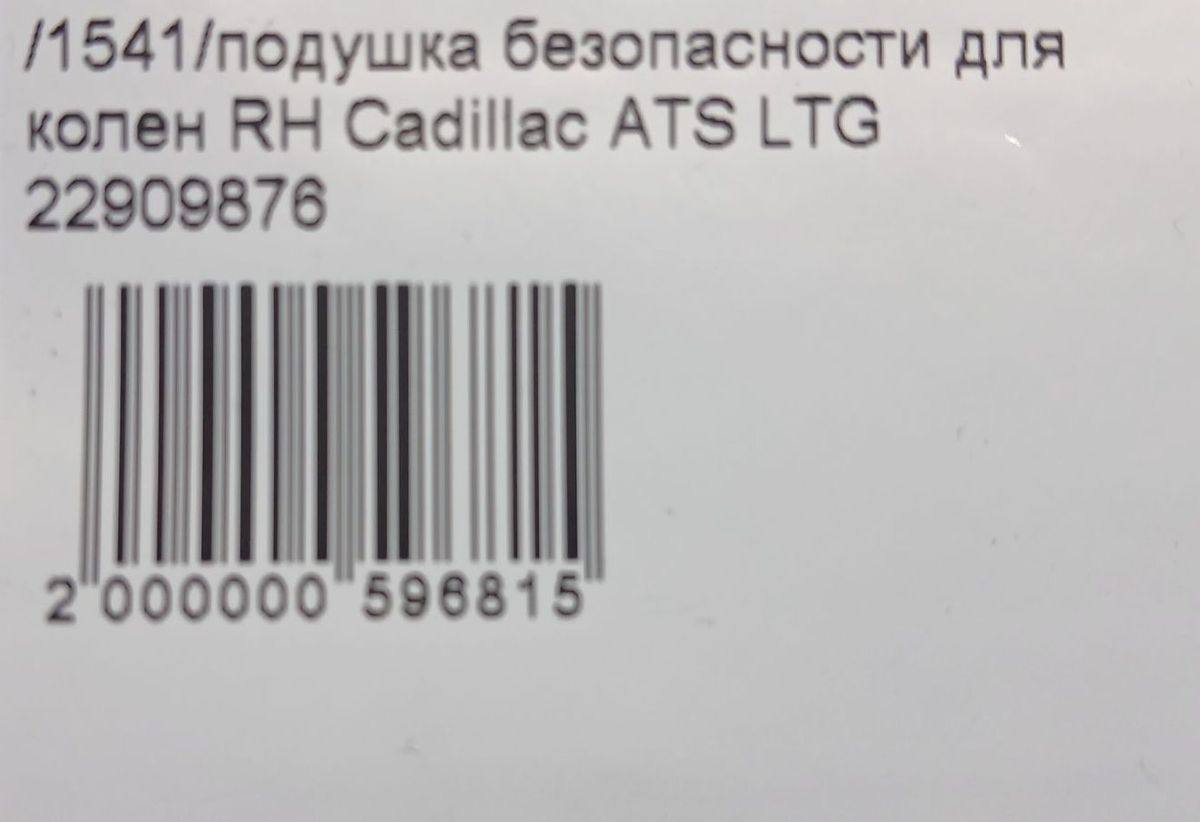 /1541/подушка безопасности для
колен RH Cadillac ATS LTG
22909876
2 000000 596815